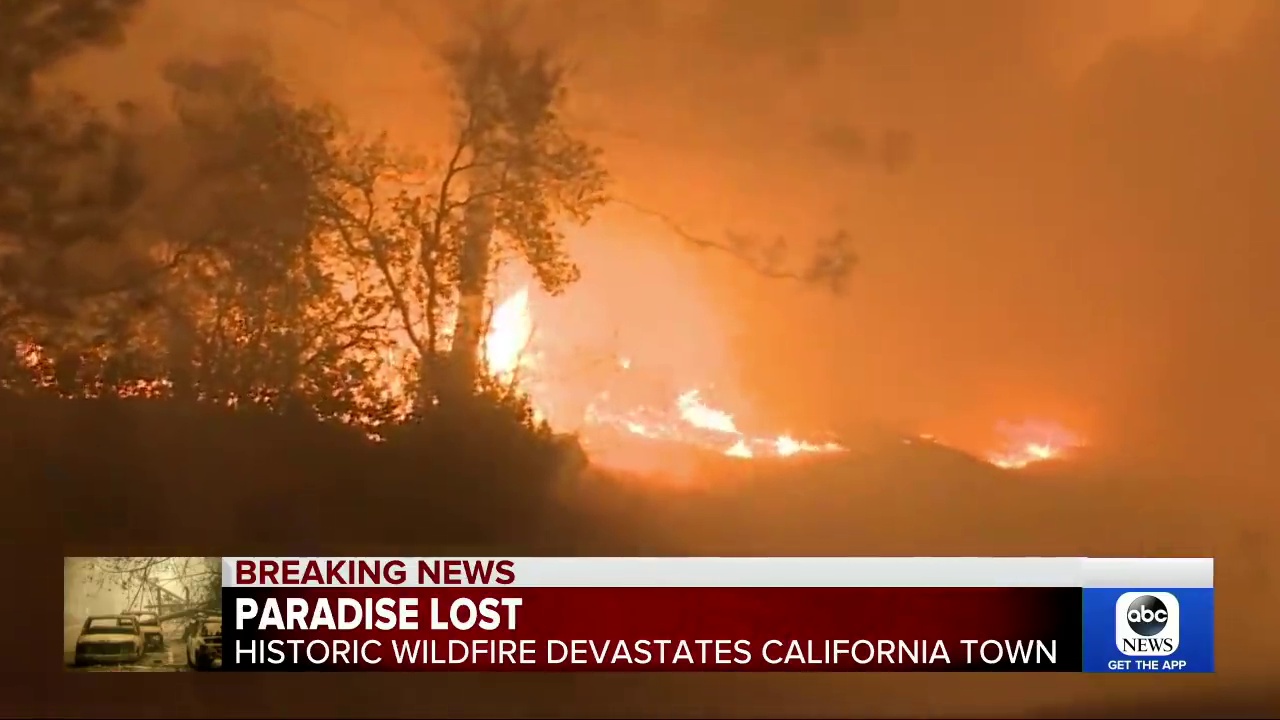 BREAKING NEWS
PARADISE LOST
HISTORIC WILDFIRE DEVASTATES CALIFORNIA TOWN
abc
NEWS
GET THE APP